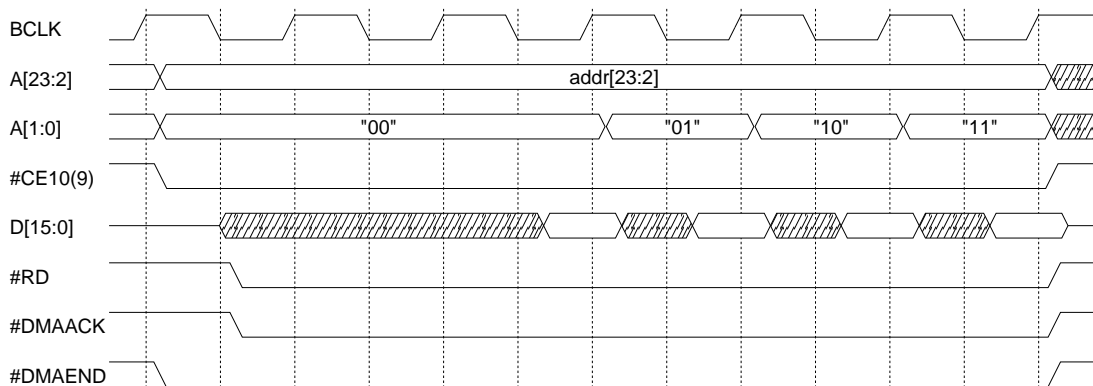 BCLK
A[23:2] addr[23:2]
A[1:0] "00" "01" "10" "11"
#CE10(9)
D[15:0]
#RD
#DMAACK
#DMAEND